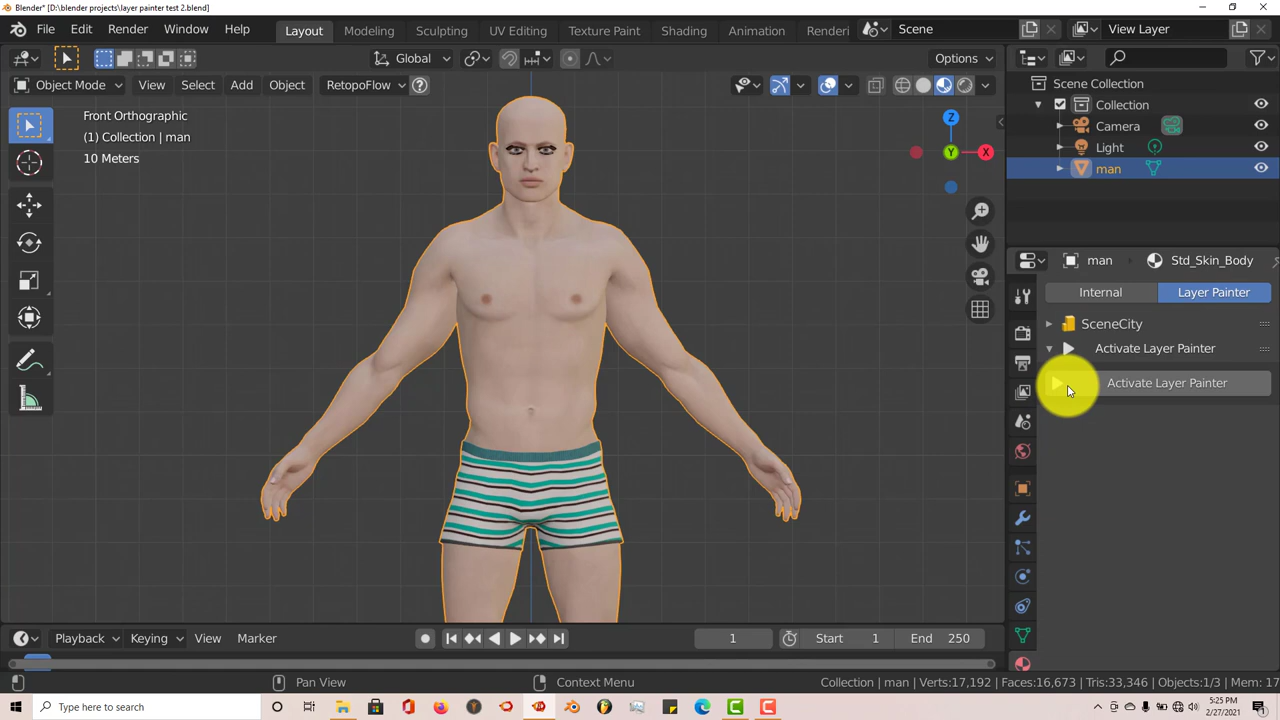 Blender* [D:\blender projects\layer painter test 2.blend]
File Edit Render Window Help
Layout Modeling Sculpting UV Editing Texture Paint Shading Animation Renderi
Scene
View Layer
Global
Options
Object Mode View Select Add Object RetopoFlow
Front Orthographic
(1) Collection | man
10 Meters
Z
Y
X
Scene Collection
Collection
Camera
Light
man
man Std_Skin_Body
Internal Layer Painter
SceneCity
Activate Layer Painter
Activate Layer Painter
Playback Keying View Marker
1
Start 1
End 250
Pan View
Context Menu
Collection | man | Verts:17,192 | Faces:16,673 | Tris:33,346 | Objects:1/3 | Mem: 17
Type here to search
5:25 PM
2/27/2021